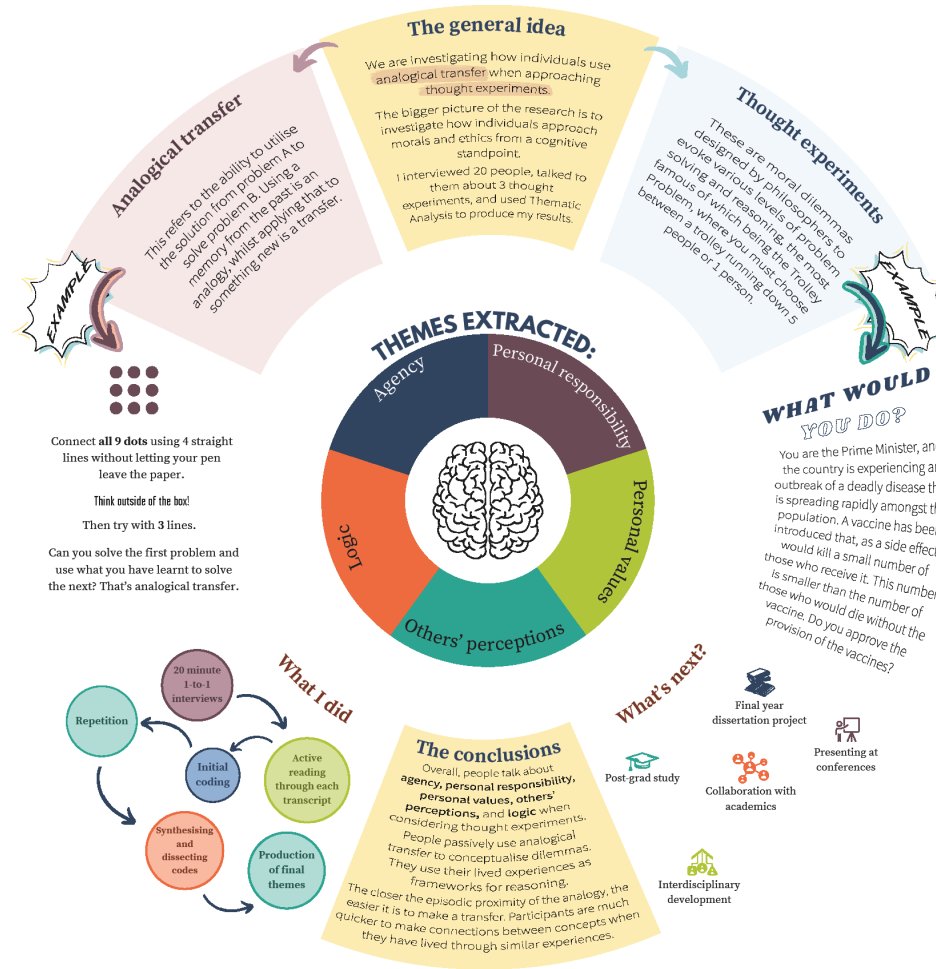 The general idea
We are investigating how individuals use
analogical transfer when approaching
thought experiments.
The bigger picture of the research is to
investigate how individuals approach
morals and ethics from a cognitive
standpoint.
I interviewed 20 people, talked to
them about 3 thought
experiments, and used Thematic
Analysis to produce my results.
Analogical transfer
This refers to the ability to utilise
the solution from problem A to
solve problem B. Using a
memory from the past is an
analogy, whilst applying that to
something new is a transfer.
Thought experiments
These are moral dilemmas
designed by philosophers to
evoke various levels of problem
solving and reasoning, the most
famous of which being the Trolley
Problem, where you must choose
between a trolley running down 5
people or 1 person.
EXAMPLE
Connect all 9 dots using 4 straight
lines without letting your pen
leave the paper.
Think outside of the box!
Then try with 3 lines.
Can you solve the first problem and
use what you have learnt to solve
the next? That's analogical transfer.
EXAMPLE
WHAT WOULD
YOU DO?
You are the Prime Minister, and
the country is experiencing an
outbreak of a deadly disease th
is spreading rapidly amongst th
population. A vaccine has been
introduced that, as a side effect
would kill a small number of
those who receive it. This number
is smaller than the number of
those who would die without the
vaccine. Do you approve the
provision of the vaccines?
THEMES EXTRACTED:
Agency
Personal responsibility
Personal values
Others' perceptions
Logic
What I did
20 minute
1-to-1
interviews
Active
reading
through each
transcript
Initial
coding
Repetition
Synthesising
and
dissecting
codes
Production
of final
themes
The conclusions
Overall, people talk about
agency, personal responsibility,
personal values, others'
perceptions, and logic when
considering thought experiments.
People passively use analogical
transfer to conceptualise dilemmas.
They use their lived experiences as
frameworks for reasoning.
The closer the episodic proximity of the analogy, the
easier it is to make a transfer. Participants are much
quicker to make connections between concepts when
they have lived through similar experiences.
What's next?
Final year
dissertation project
Presenting at
conferences
Post-grad study
Collaboration with
academics
Interdisciplinary
development